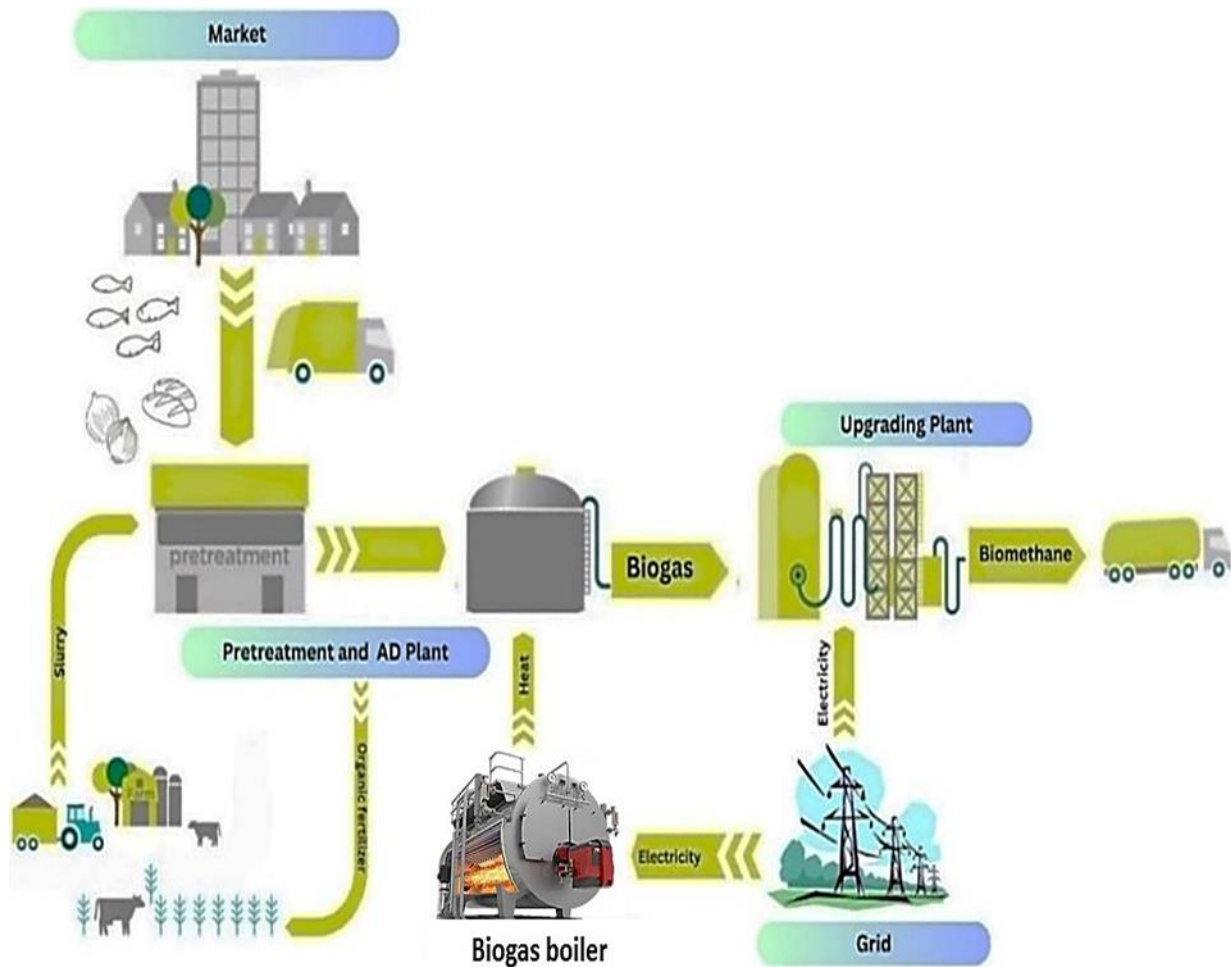 Market
pretreatment
Upgrading Plant
Biogas
Biomethane
Pretreatment and AD Plant
Slurry
Heat
Electricity
Organic fertilizer
Electricity
Biogas boiler
Grid